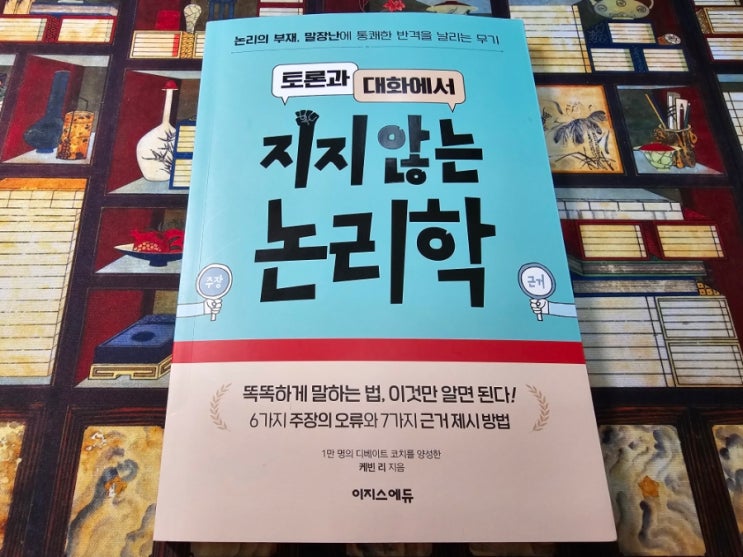 논리의 부재, 말장난에 통쾌한 반격을 날리는 무기
토론과 대화에서
지지 않는
논리학
주장
근거
똑똑하게 말하는 법, 이것만 알면 된다!
6가지 주장의 오류와 7가지 근거 제시 방법
1만 명의 디베이트 코치를 양성한
케빈 리 지음
이지스에듀